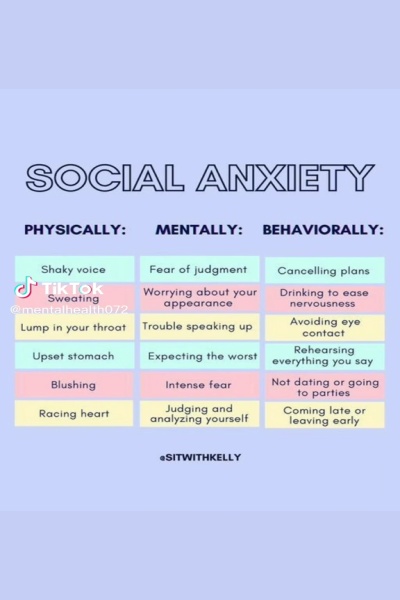 SOCIAL ANXIETY
PHYSICALLY: MENTALLY: BEHAVIORALLY:
Shaky voice Fear of judgment Cancelling plans
TikTok
Sweating Worrying about your appearance Drinking to ease nervousness
@mentalhealth072
Lump in your throat Trouble speaking up Avoiding eye contact
Upset stomach Expecting the worst Rehearsing everything you say
Blushing Intense fear Not dating or going to parties
Racing heart Judging and analyzing yourself Coming late or leaving early
@SITWITHKELLY